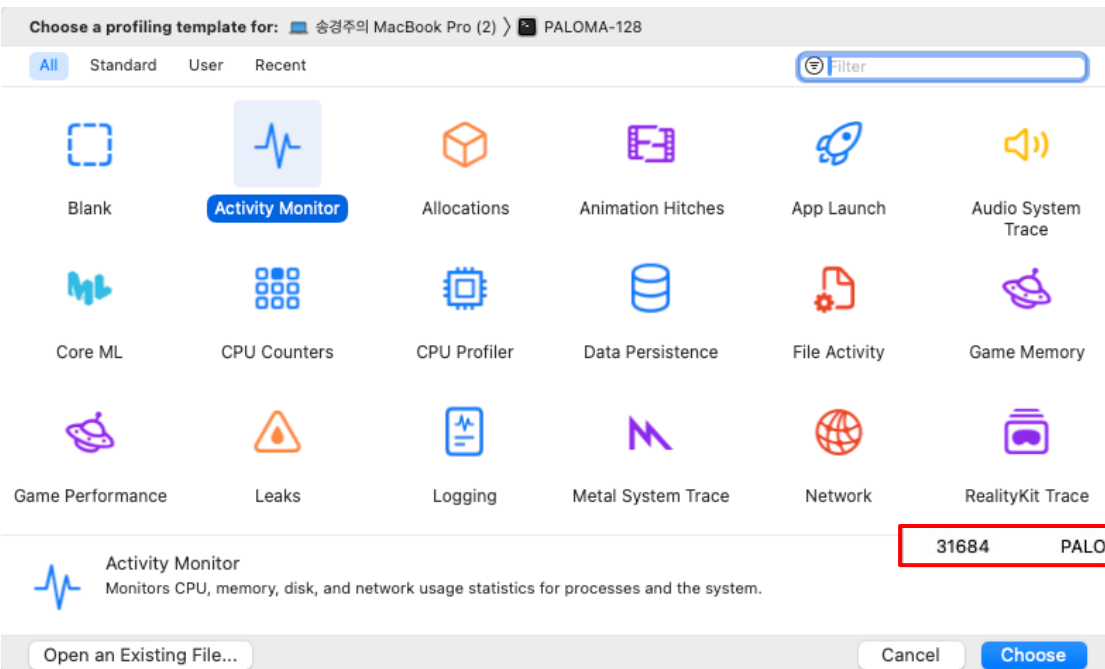 Choose a profiling template for: 송경주의 MacBook Pro (2) 〉 PALOMA-128
All Standard User Recent
Filter
Blank Activity Monitor Allocations Animation Hitches App Launch Audio System Trace
Core ML CPU Counters CPU Profiler Data Persistence File Activity Game Memory
Game Performance Leaks Logging Metal System Trace Network RealityKit Trace
31684 PALO
Activity Monitor
Monitors CPU, memory, disk, and network usage statistics for processes and the system.
Open an Existing File... Cancel Choose